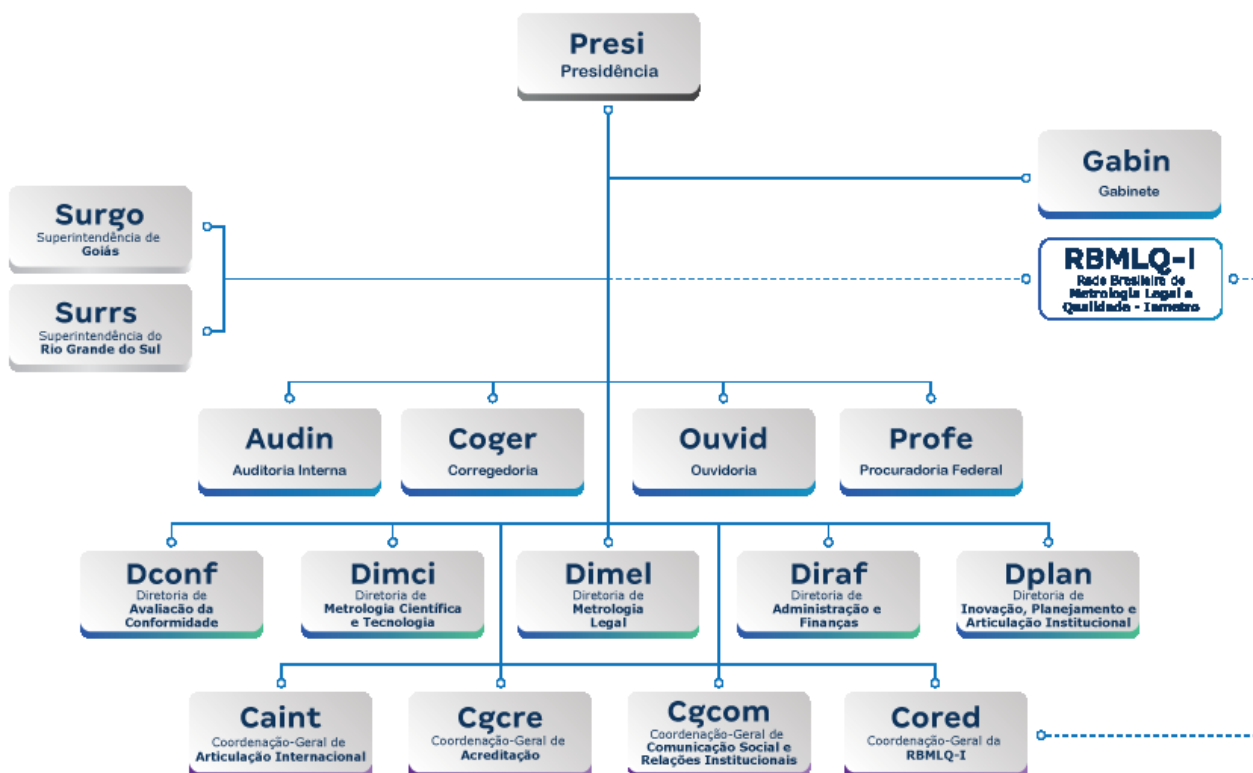 Presi
Presidência
Gabin
Gabinete
Surgo
Superintendência de
Goiás
RBMLQ-I
Rede Brasileira de
Metrologia Legal e
Qualidade - Inmetro
Surrs
Superintendência do
Rio Grande do Sul
Audin
Auditoria Interna
Coger
Corregedoria
Ouvid
Ouvidoria
Profe
Procuradoria Federal
Dconf
Diretoria de
Avaliacão da
Conformidade
Dimci
Diretoria de
Metrologia Científica
e Tecnologia
Dimel
Diretoria de
Metrologia
Legal
Diraf
Diretoria de
Administração e
Finanças
Dplan
Diretoria de
Inovação, Planejamento e
Articulação Institucional
Caint
Coordenação-Geral de
Articulação Internacional
Cgcre
Coordenação-Geral de
Acreditação
Cgcom
Coordenação-Geral de
Comunicação Social e
Relações Institucionais
Cored
Coordenação-Geral da
RBMLQ-I